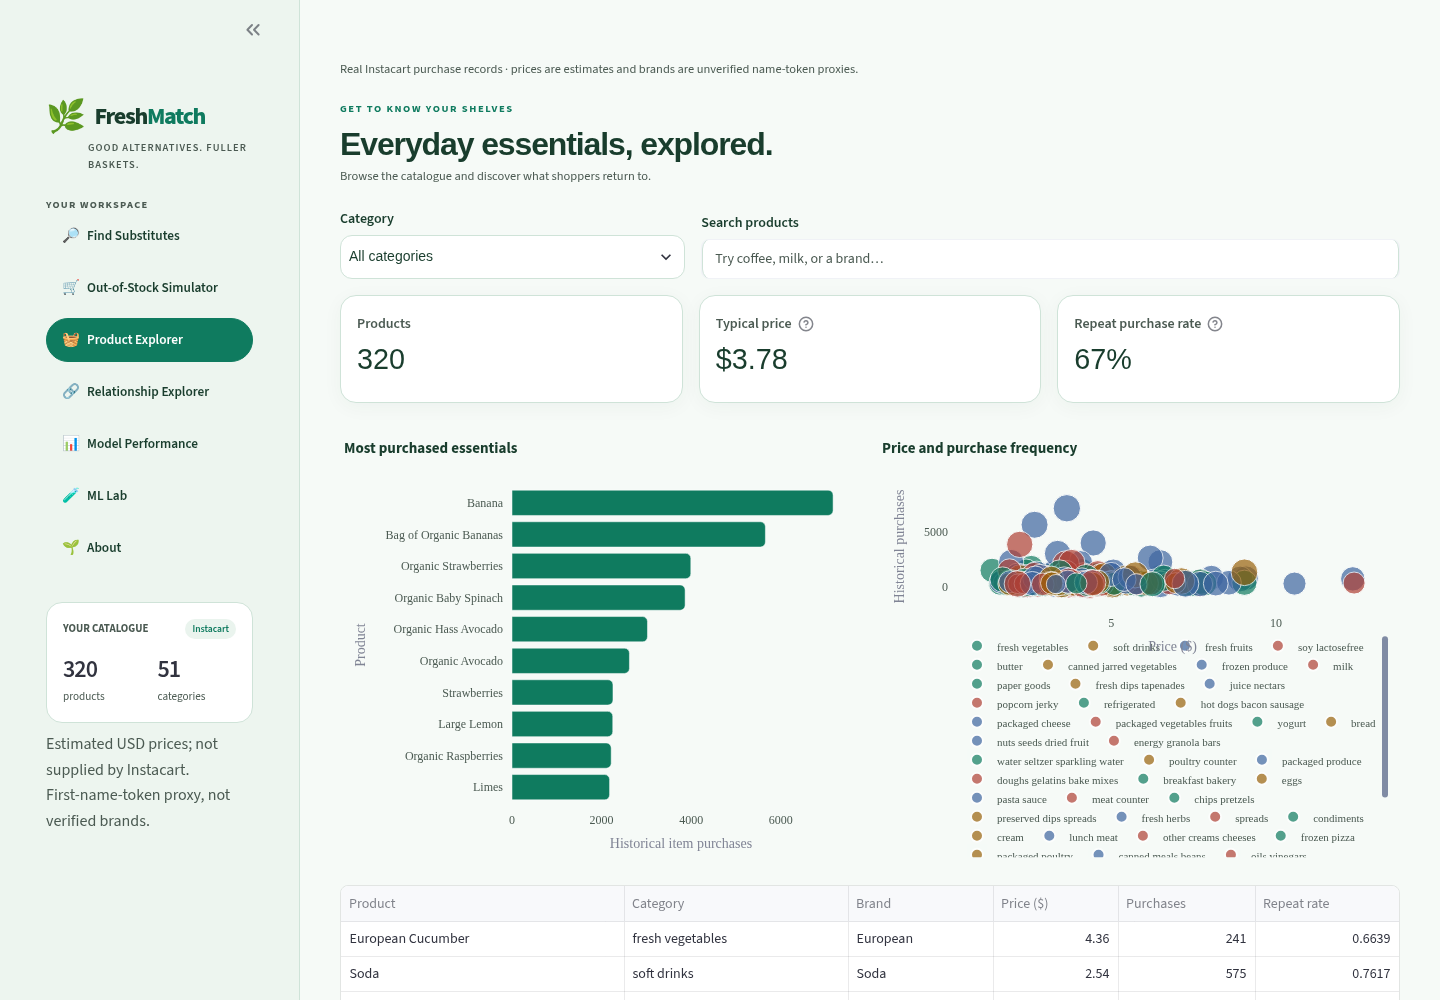 FreshMatch
GOOD ALTERNATIVES. FULLER
BASKETS.
YOUR WORKSPACE
Find Substitutes
Out-of-Stock Simulator
Product Explorer
Relationship Explorer
Model Performance
ML Lab
About
YOUR CATALOGUE
Instacart
320
51
products
categories
Estimated USD prices; not
supplied by Instacart.
First-name-token proxy, not
verified brands.
Real Instacart purchase records · prices are estimates and brands are unverified name-token proxies.
GET TO KNOW YOUR SHELVES
Everyday essentials, explored.
Browse the catalogue and discover what shoppers return to.
Category
All categories
Search products
Try coffee, milk, or a brand…
Products
320
Typical price
$3.78
Repeat purchase rate
67%
Most purchased essentials
Product
Banana
Bag of Organic Bananas
Organic Strawberries
Organic Baby Spinach
Organic Hass Avocado
Organic Avocado
Strawberries
Large Lemon
Organic Raspberries
Limes
0 2000 4000 6000
Historical item purchases
Price and purchase frequency
Historical purchases
5000
0
5 10
Price ($)
fresh vegetables soft drinks fresh fruits soy lactosefree
butter canned jarred vegetables frozen produce milk
paper goods fresh dips tapenades juice nectars
popcorn jerky refrigerated hot dogs bacon sausage
packaged cheese packaged vegetables fruits yogurt bread
nuts seeds dried fruit energy granola bars
water seltzer sparkling water poultry counter packaged produce
doughs gelatins bake mixes breakfast bakery eggs
pasta sauce meat counter chips pretzels
preserved dips spreads fresh herbs spreads condiments
cream lunch meat other creams cheeses frozen pizza
packaged poultry canned meals beans oils vinegars
Product Category Brand Price ($) Purchases Repeat rate
European Cucumber fresh vegetables European 4.36 241 0.6639
Soda soft drinks Soda 2.54 575 0.7617